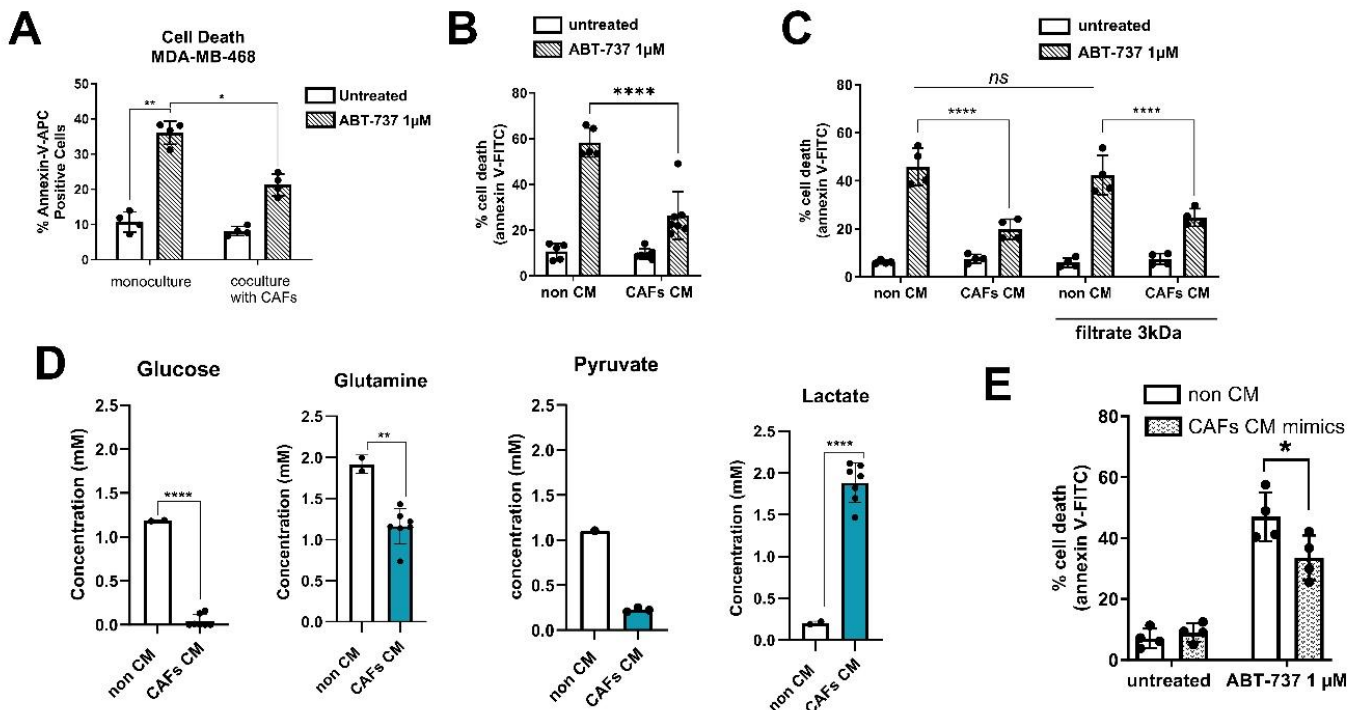 A
Cell Death
MDA-MB-468
Untreated
ABT-737 1µM
% Annexin-V-APC
Positive Cells
50
40
30
20
10
0
**
*
monoculture
coculture
with CAFs
B
untreated
ABT-737 1µM
% cell death
(annexin V-FITC)
80
60
40
20
0
****
non CM
CAFs CM
C
untreated
ABT-737 1µM
% cell death
(annexin V-FITC)
80
60
40
20
0
ns
****
****
non CM
CAFs CM
non CM
CAFs CM
filtrate 3kDa
D
Glucose
Concentration (mM)
2.0
1.5
1.0
0.5
0.0
****
non CM
CAFs CM
Glutamine
Concentration (mM)
2.5
2.0
1.5
1.0
0.5
0.0
**
non CM
CAFs CM
Pyruvate
concentration (mM)
2.5
2.0
1.5
1.0
0.5
0.0
non CM
CAFs CM
Lactate
Concentration (mM)
2.5
2.0
1.5
1.0
0.5
0.0
****
non CM
CAFs CM
E
non CM
CAFs CM mimics
% cell death
(annexin V-FITC)
80
60
40
20
0
*
untreated
ABT-737 1 µM